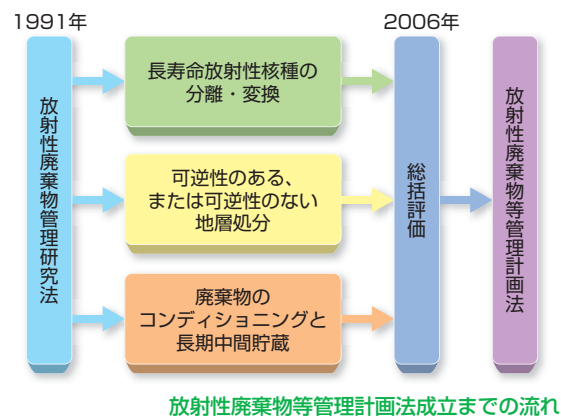 1991年
2006年
放射性廃棄物管理研究法
長寿命放射性核種の
分離・変換
可逆性のある、
または可逆性のない
地層処分
廃棄物の
コンディショニングと
長期中間貯蔵
総括評価
放射性廃棄物等管理計画法
放射性廃棄物等管理計画法成立までの流れ